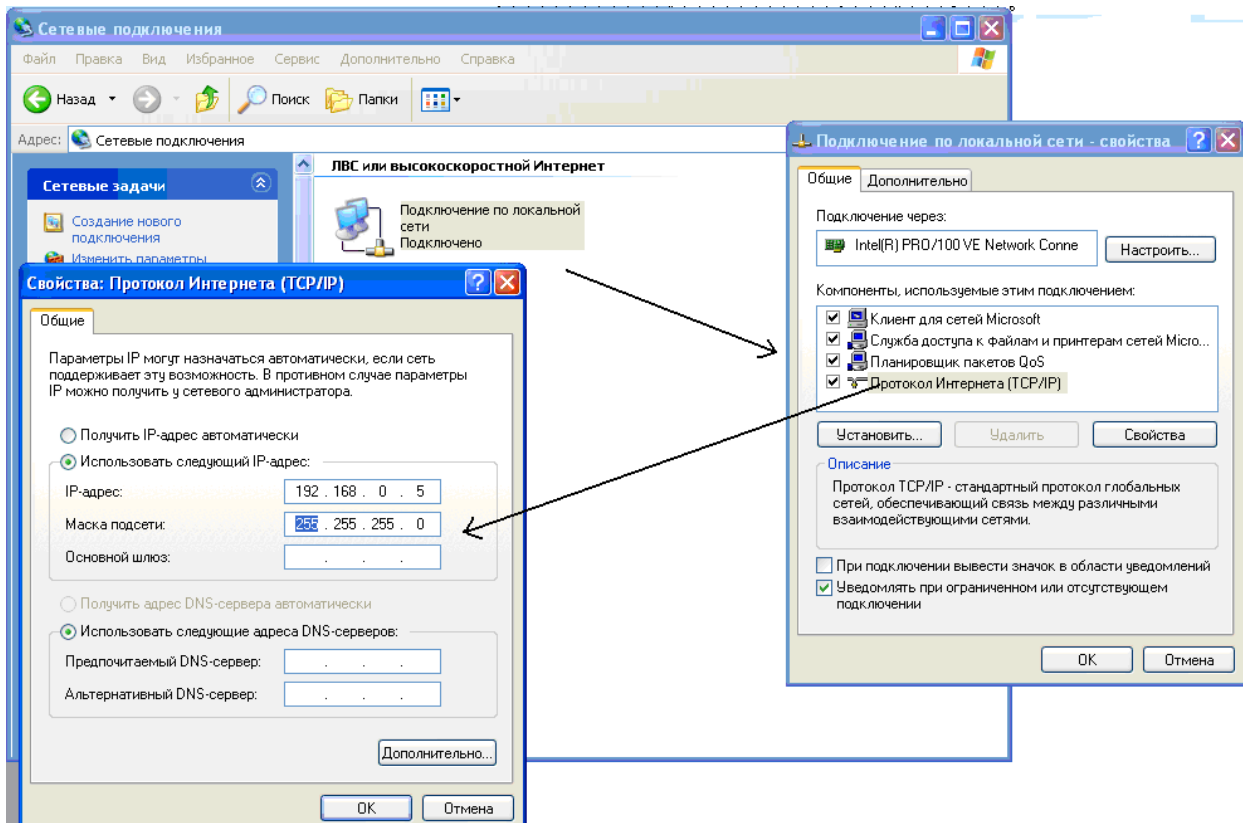 Сетевые подключения
Файл Правка Вид Избранное Сервис Дополнительно Справка
Назад Поиск Папки
Адрес: Сетевые подключения
Сетевые задачи
Создание нового
подключения
Изменить параметры
ЛВС или высокоскоростной Интернет
Подключение по локальной
сети
Подключено
Подключение по локальной сети - свойства
Общие Дополнительно
Подключение через:
Intel(R) PRO/100 VE Network Conne
Настроить...
Компоненты, используемые этим подключением:
Клиент для сетей Microsoft
Служба доступа к файлам и принтерам сетей Micro...
Планировщик пакетов QoS
Протокол Интернета (TCP/IP)
Установить... Удалить Свойства
Описание
Протокол TCP/IP - стандартный протокол глобальных
сетей, обеспечивающий связь между различными
взаимодействующими сетями.
При подключении вывести значок в области уведомлений
Уведомлять при ограниченном или отсутствующем
подключении
OK Отмена
Свойства: Протокол Интернета (TCP/IP)
Общие
Параметры IP могут назначаться автоматически, если сеть
поддерживает эту возможность. В противном случае параметры
IP можно получить у сетевого администратора.
Получить IP-адрес автоматически
Использовать следующий IP-адрес:
IP-адрес: 192 . 168 . 0 . 5
Маска подсети: 255 . 255 . 255 . 0
Основной шлюз: . . .
Получить адрес DNS-сервера автоматически
Использовать следующие адреса DNS-серверов:
Предпочитаемый DNS-сервер: . . .
Альтернативный DNS-сервер: . . .
Дополнительно...
OK Отмена